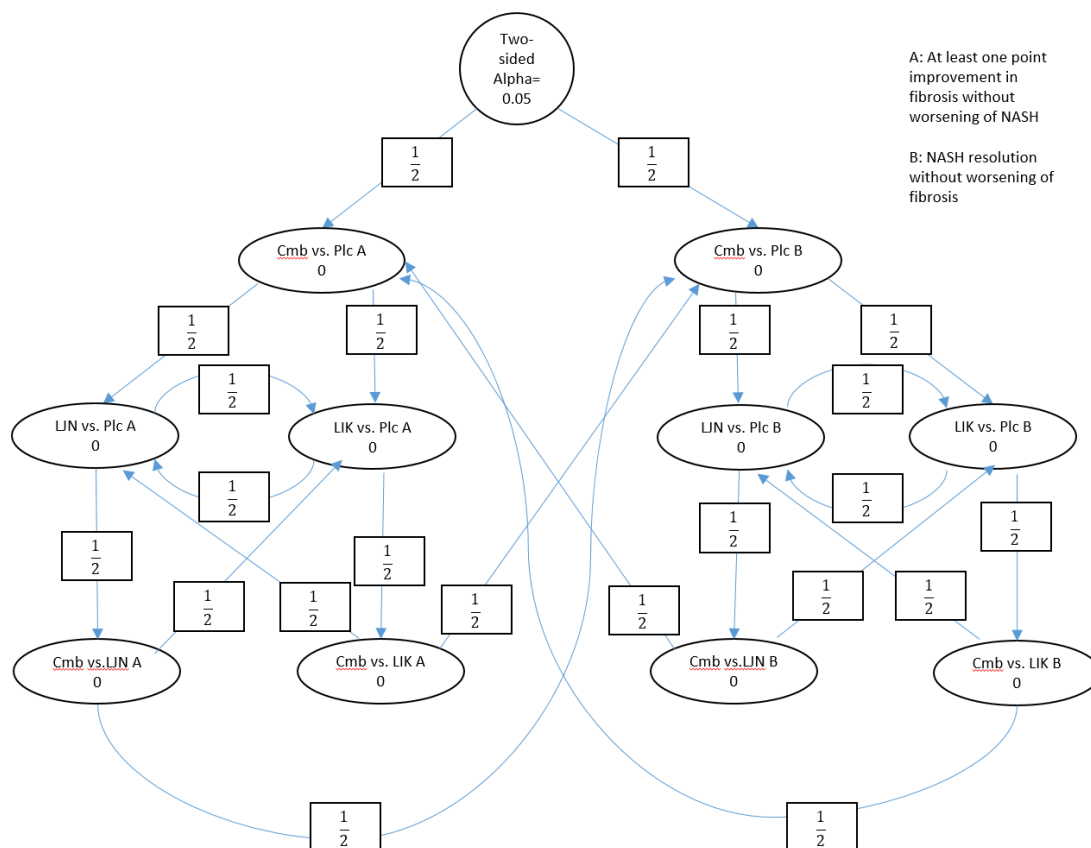 Two-
sided
Alpha=
0.05
A: At least one point
improvement in
fibrosis without
worsening of NASH
B: NASH resolution
without worsening of
fibrosis
1
2
1
2
Cmb vs. Plc A
0
Cmb vs. Plc B
0
1
2
1
2
1
2
1
2
1
2
1
2
LJN vs. Plc A
0
LIK vs. Plc A
0
LJN vs. Plc B
0
LIK vs. Plc B
0
1
2
1
2
1
2
1
2
1
2
1
2
1
2
1
2
1
2
1
2
1
2
1
2
Cmb vs.LJN A
0
Cmb vs. LIK A
0
Cmb vs.LJN B
0
Cmb vs. LIK B
0
1
2
1
2